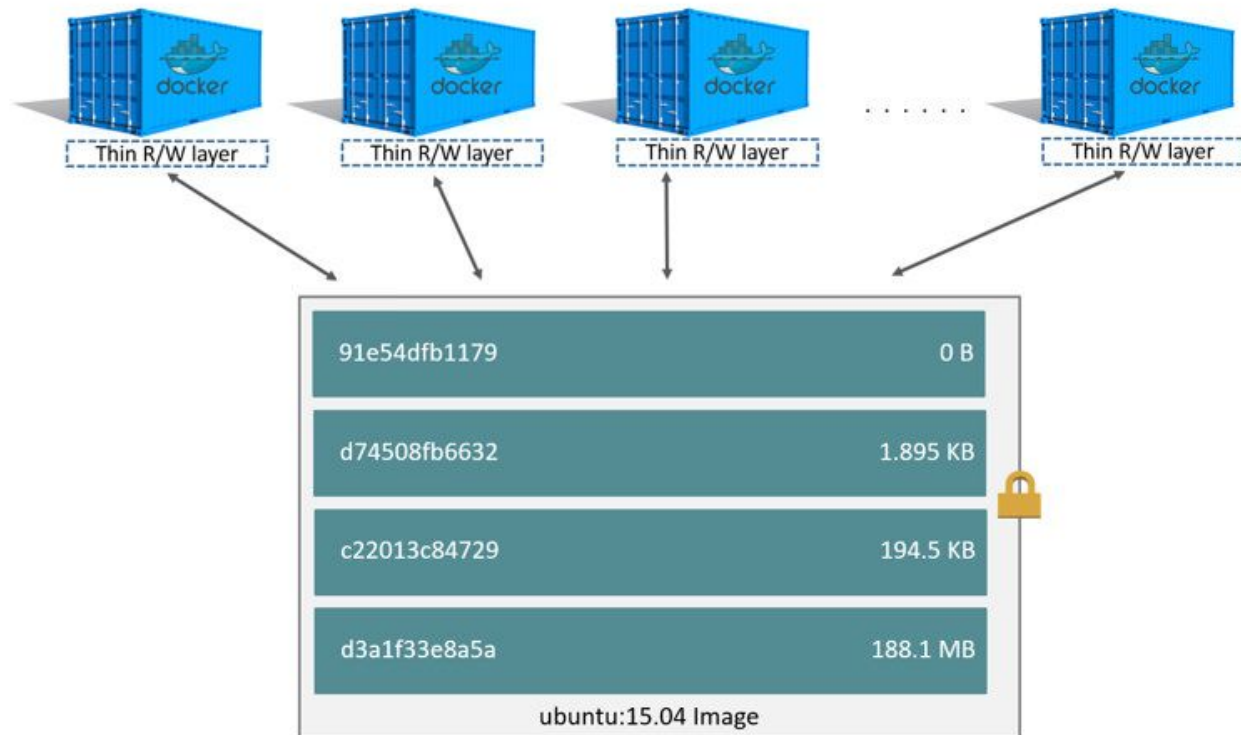 docker
docker
docker
docker
. . . . . .
Thin R/W layer
Thin R/W layer
Thin R/W layer
Thin R/W layer
91e54dfb1179 0 B
d74508fb6632 1.895 KB
c22013c84729 194.5 KB
d3a1f33e8a5a 188.1 MB
ubuntu:15.04 Image